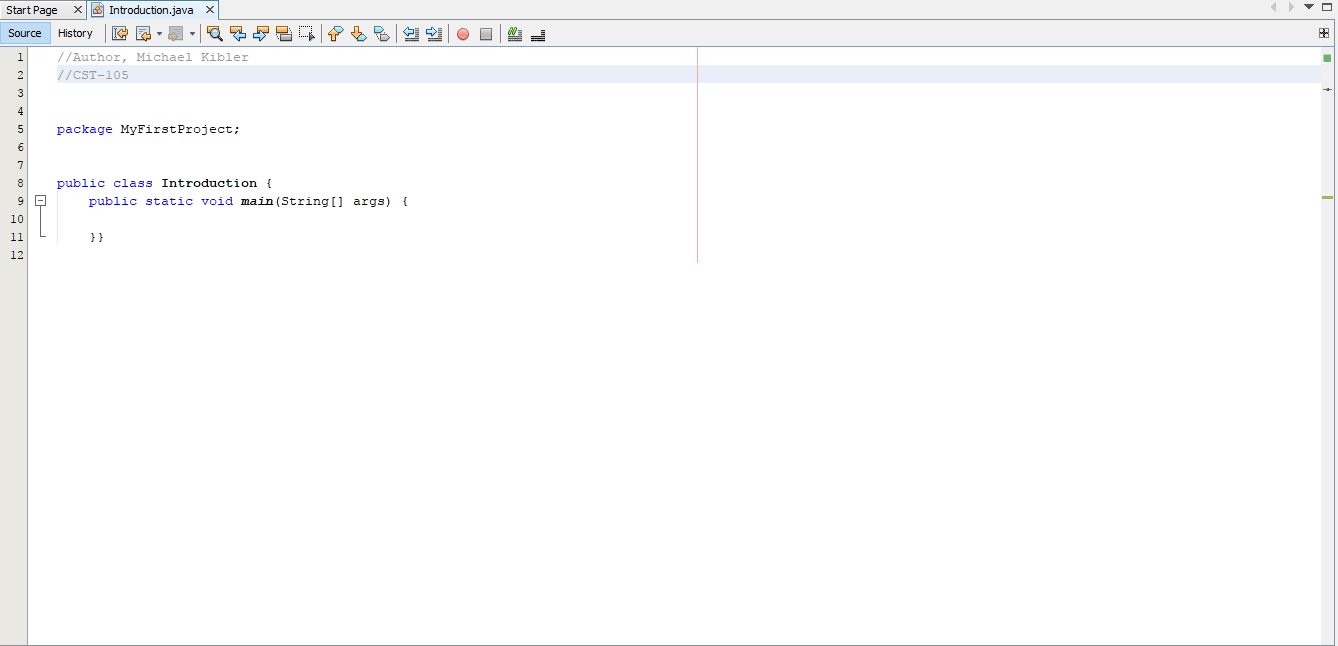 Start Page Introduction.java
Source History
1 //Author, Michael Kibler
2 //CST-105
3
4
5 package MyFirstProject;
6
7
8 public class Introduction {
9 public static void main(String[] args) {
10
11 }}
12